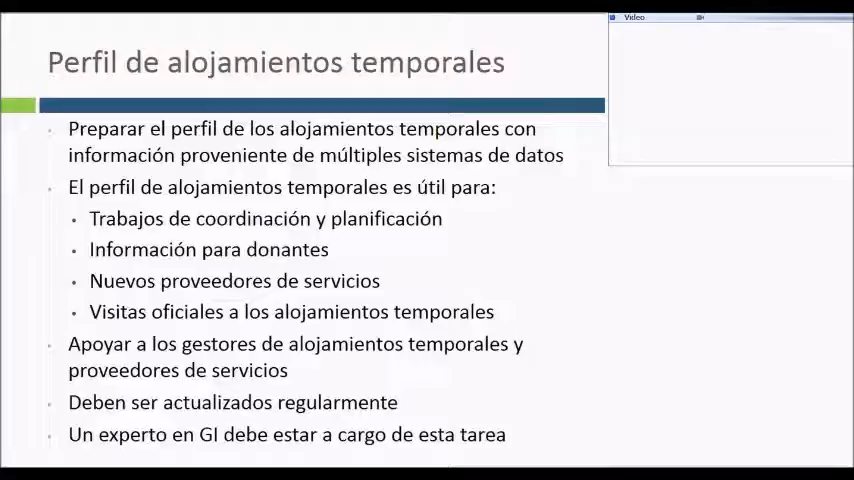 Perfil de alojamientos temporales
Video
Preparar el perfil de los alojamientos temporales con
información proveniente de múltiples sistemas de datos
El perfil de alojamientos temporales es útil para:
Trabajos de coordinación y planificación
Información para donantes
Nuevos proveedores de servicios
Visitas oficiales a los alojamientos temporales
Apoyar a los gestores de alojamientos temporales y
proveedores de servicios
Deben ser actualizados regularmente
Un experto en GI debe estar a cargo de esta tarea